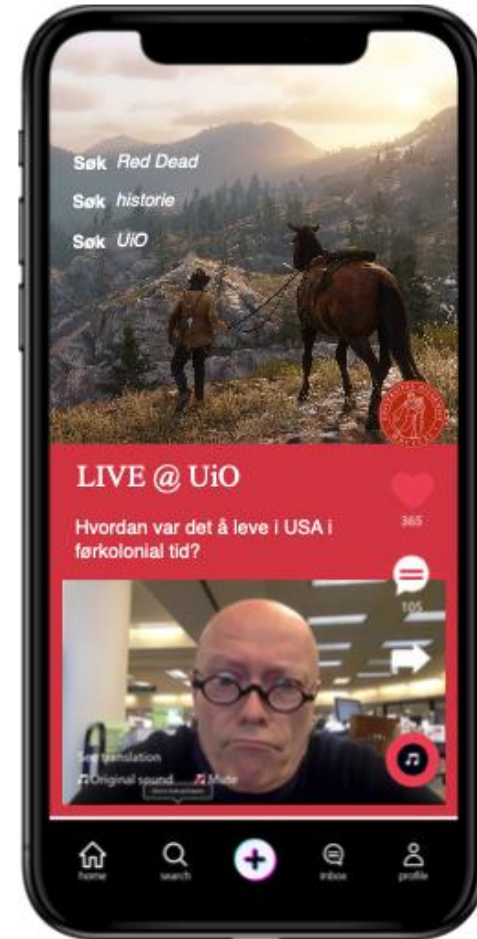 Søk Red Dead
Søk historie
Søk UiO
LIVE @ UiO
Hvordan var det å leve i USA i
førkolonial tid?
365
105
See translation
Original sound Mute
home search inbox profile